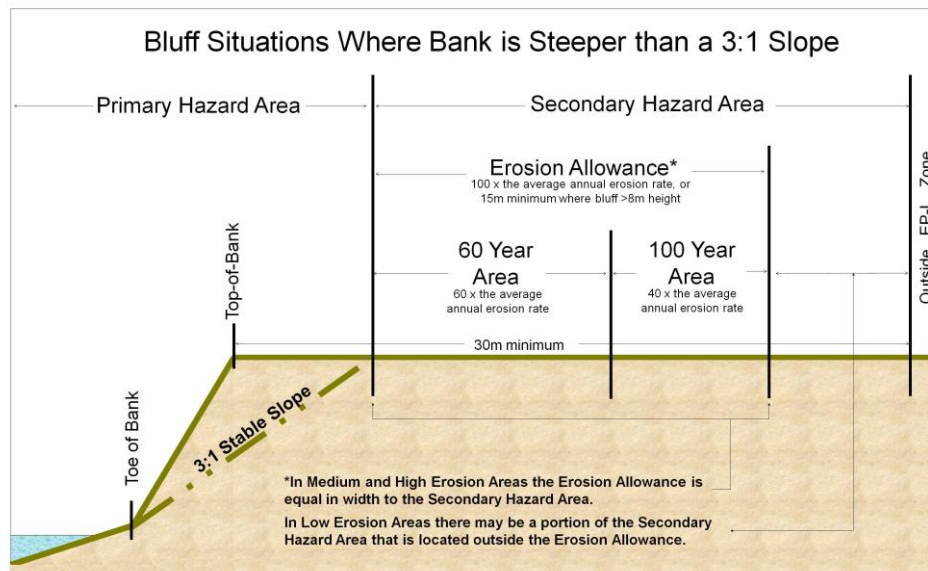 Bluff Situations Where Bank is Steeper than a 3:1 Slope
Primary Hazard Area
Secondary Hazard Area
Erosion Allowance*
100 x the average annual erosion rate, or
15m minimum where bluff >8m height
60 Year
Area
60 x the average
annual erosion rate
100 Year
Area
40 x the average
annual erosion rate
Outside EP-L Zone
Top-of-Bank
30m minimum
Toe of Bank
3:1 Stable Slope
*In Medium and High Erosion Areas the Erosion Allowance is
equal in width to the Secondary Hazard Area.
In Low Erosion Areas there may be a portion of the Secondary
Hazard Area that is located outside the Erosion Allowance.